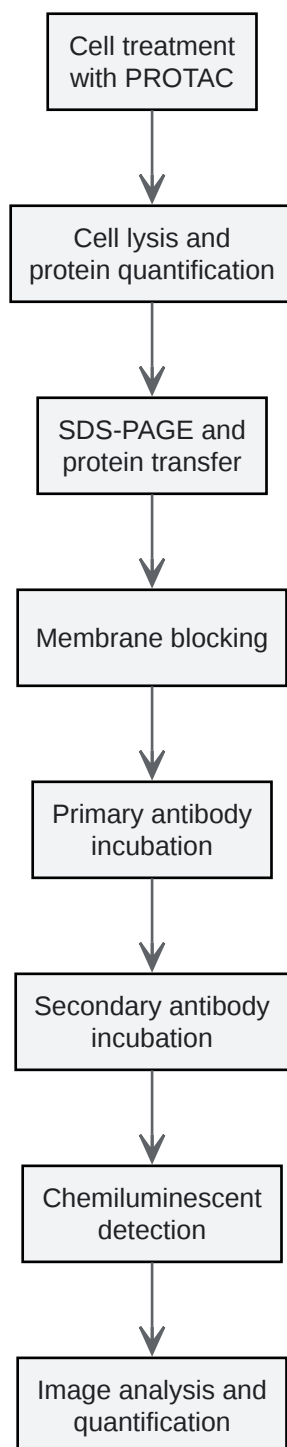 Cell treatment
with PROTAC
Cell lysis and
protein quantification
SDS-PAGE and
protein transfer
Membrane blocking
Primary antibody
incubation
Secondary antibody
incubation
Chemiluminescent
detection
Image analysis and
quantification